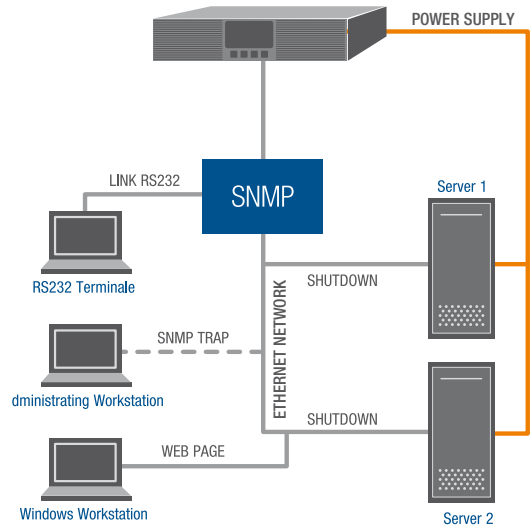 POWER SUPPLY
LINK RS232
SNMP
Server 1
RS232 Terminale
SHUTDOWN
ETHERNET NETWORK
SNMP TRAP
dministrating Workstation
SHUTDOWN
WEB PAGE
Windows Workstation
Server 2